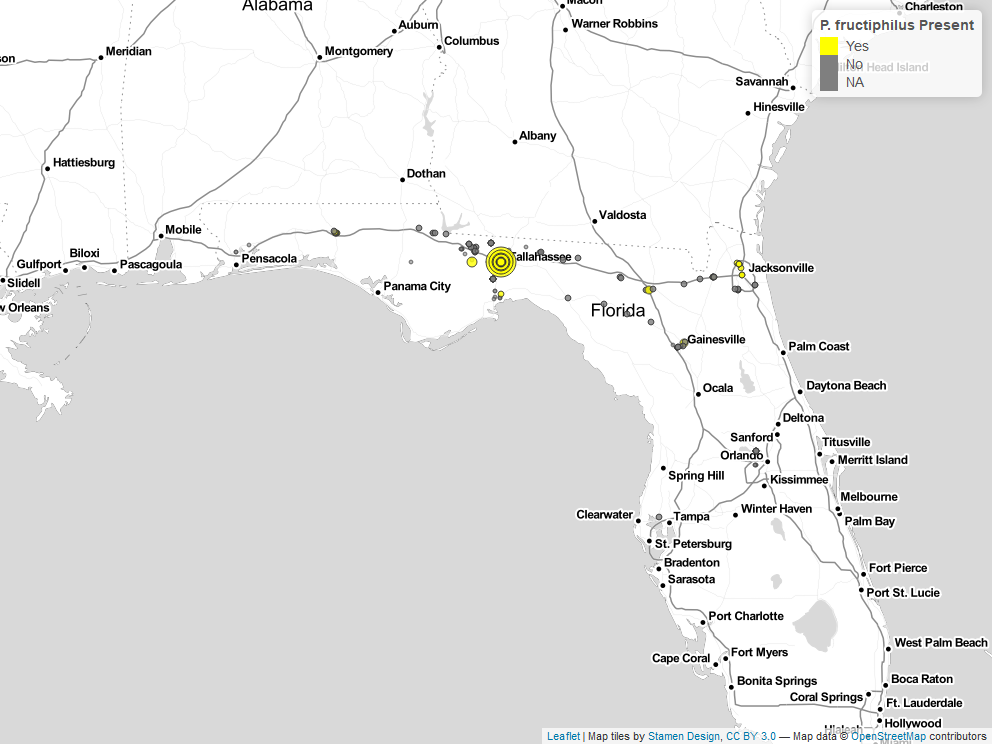 Alabama
Macon
Charleston
Auburn
Warner Robbins
P. fructiphilus Present
Columbus
Yes
Meridian
Montgomery
No
Hilton Head Island
NA
Savannah
Hinesville
Albany
Hattiesburg
Dothan
Valdosta
Mobile
Biloxi
Tallahassee
Gulfport
Pascagoula
Pensacola
Jacksonville
Slidell
Panama City
New Orleans
Florida
Gainesville
Palm Coast
Ocala
Daytona Beach
Deltona
Sanford
Titusville
Orlando
Merritt Island
Spring Hill
Kissimmee
Melbourne
Clearwater
Tampa
Winter Haven
Palm Bay
St. Petersburg
Bradenton
Fort Pierce
Sarasota
Port St. Lucie
Port Charlotte
West Palm Beach
Cape Coral
Fort Myers
Bonita Springs
Boca Raton
Coral Springs
Ft. Lauderdale
Hollywood
Hialeah
Miami
Leaflet | Map tiles by Stamen Design, CC BY 3.0 — Map data © OpenStreetMap contributors